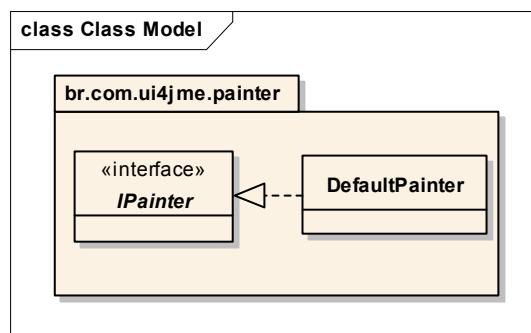 class Class Model
br.com.ui4jme.painter
«interface»
IPainter
DefaultPainter